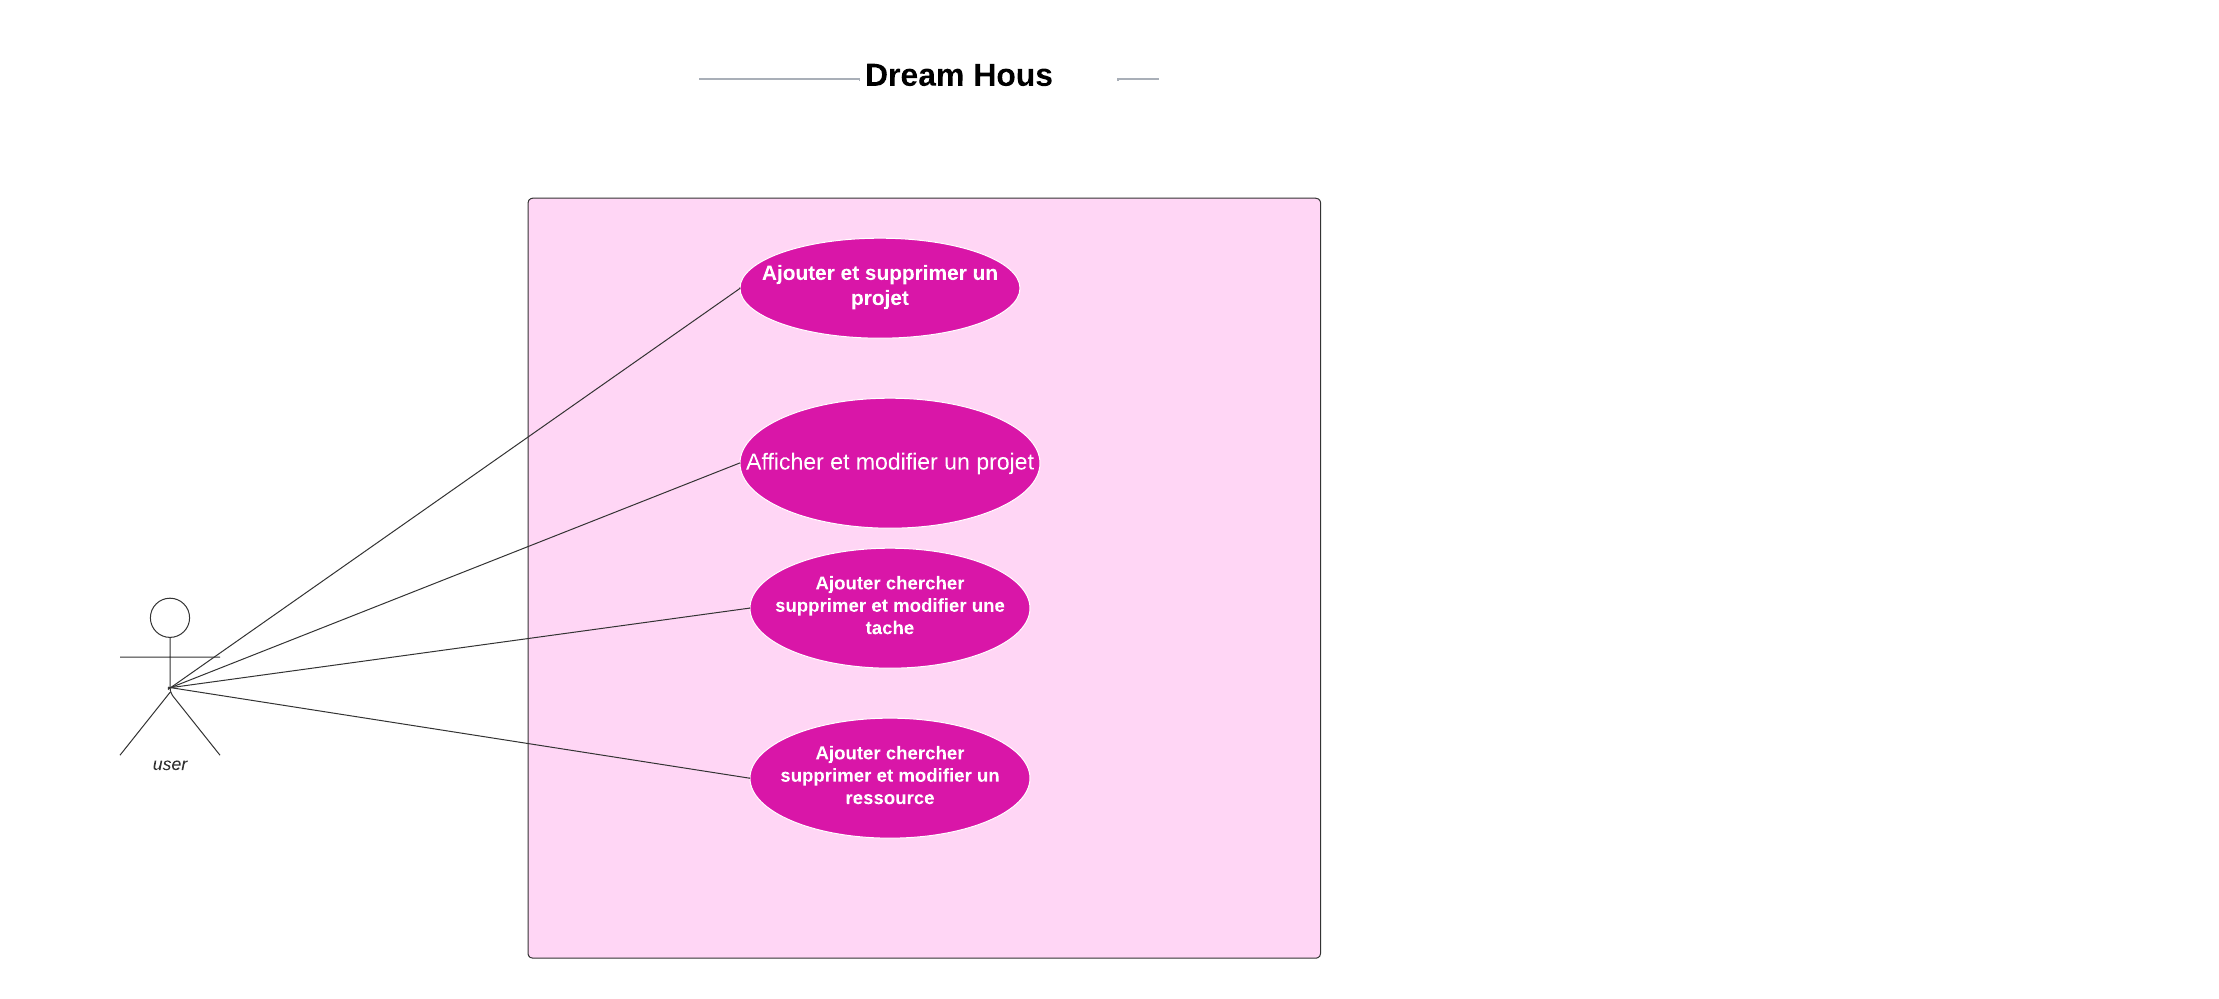 Dream Hous
Ajouter et supprimer un
projet
Afficher et modifier un projet
Ajouter chercher
supprimer et modifier une
tache
Ajouter chercher
supprimer et modifier un
ressource
user